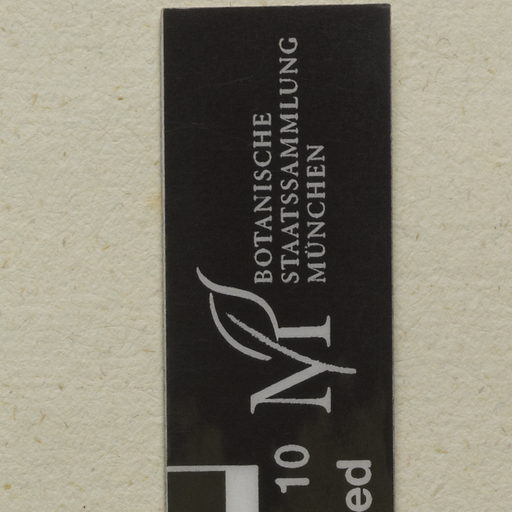 BOTANISCHE
STAATSSAMMLUNG
MÜNCHEN
M
10
ed